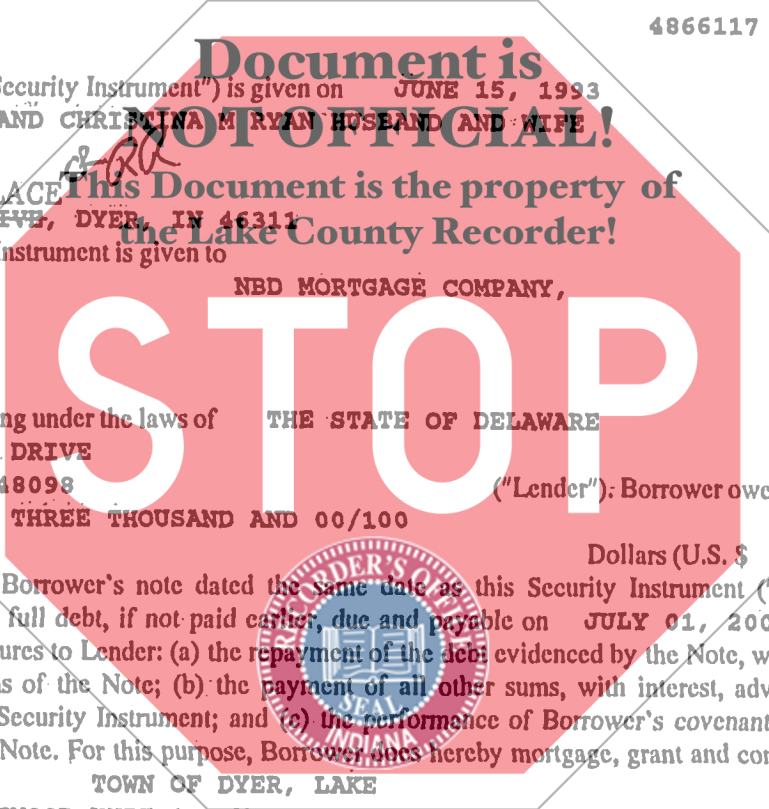 4866117
Document is
ecurity Instrument") is given on JUNE 15, 1993
AND CHRISTINA M RYAN HUSBAND AND WIFE
NOT OFFICIAL!
LACE
This Document is the property of
IVE, DYER, IN 46311
the Lake County Recorder!
nstrument is given to
NBD MORTGAGE COMPANY,
STOP
ng under the laws of THE STATE OF DELAWARE
DRIVE
48098 ("Lender"). Borrower owe
THREE THOUSAND AND 00/100
Dollars (U.S. $
Borrower's note dated the same date as this Security Instrument ("
full debt, if not paid earlier, due and payable on JULY 01, 200
ures to Lender: (a) the repayment of the debt evidenced by the Note, w
s of the Note; (b) the payment of all other sums, with interest, adv
Security Instrument; and (c) the performance of Borrower's covenant
Note. For this purpose, Borrower does hereby mortgage, grant and con
TOWN OF DYER, LAKE
RECORDER'S OFFICE
SEAL
INDIANA